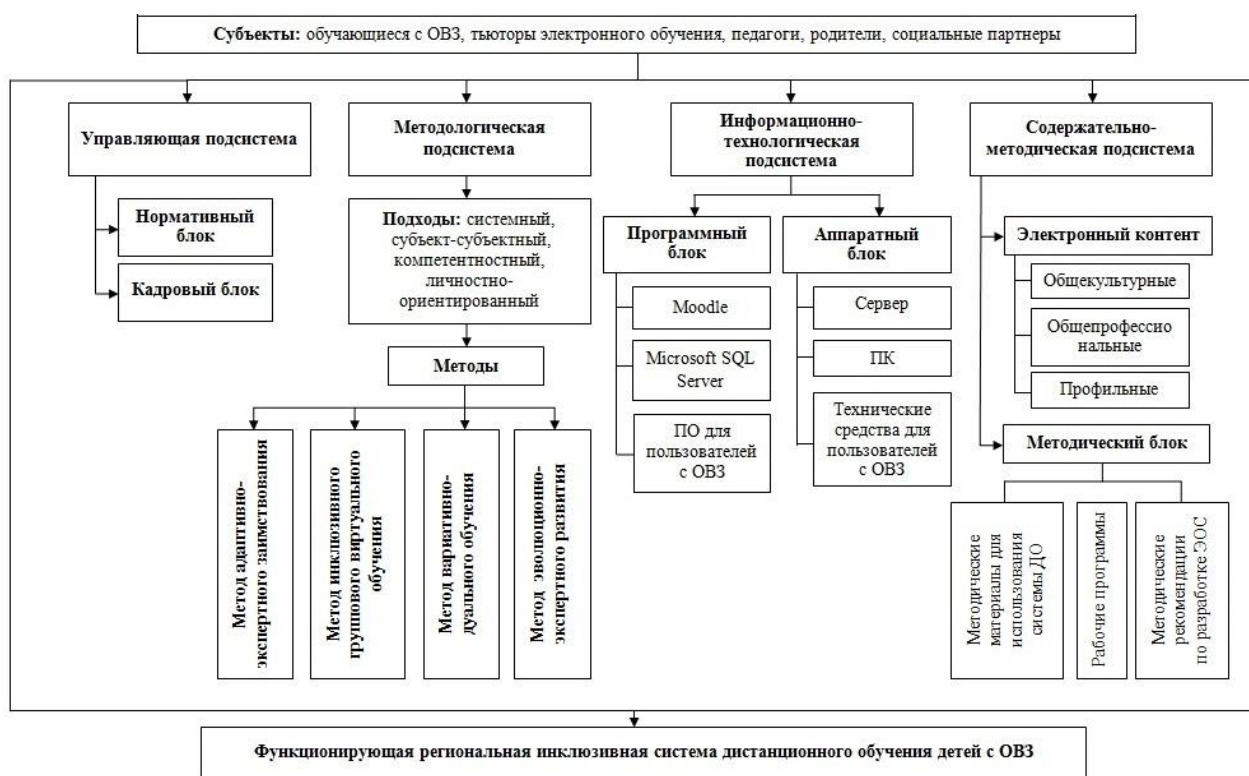 Субъекты: обучающиеся с ОВЗ, тьюторы электронного обучения, педагоги, родители, социальные партнеры
Управляющая подсистема
Нормативный
блок
Кадровый блок
Методологическая
подсистема
Подходы: системный,
субъект-субъектный,
компетентностный,
личностно-
ориентированный
Методы
Метод адаптивно-
экспертного заимствования
Метод инклюзивного
группового виртуального
обучения
Метод вариативно-
дуального обучения
Метод эволюционно-
экспертного развития
Информационно-
технологическая
подсистема
Программный
блок
Moodle
Microsoft SQL
Server
ПО для
пользователей
с ОВЗ
Аппаратный
блок
Сервер
ПК
Технические
средства для
пользователей
с ОВЗ
Содержательно-
методическая подсистема
Электронный контент
Общекультурные
Общепрофессио
нальные
Профильные
Методический блок
Методические
материалы для
использования
системы ДО
Рабочие программы
Методические
рекомендации
по разработке ЭОС
Функционирующая региональная инклюзивная система дистанционного обучения детей с ОВЗ